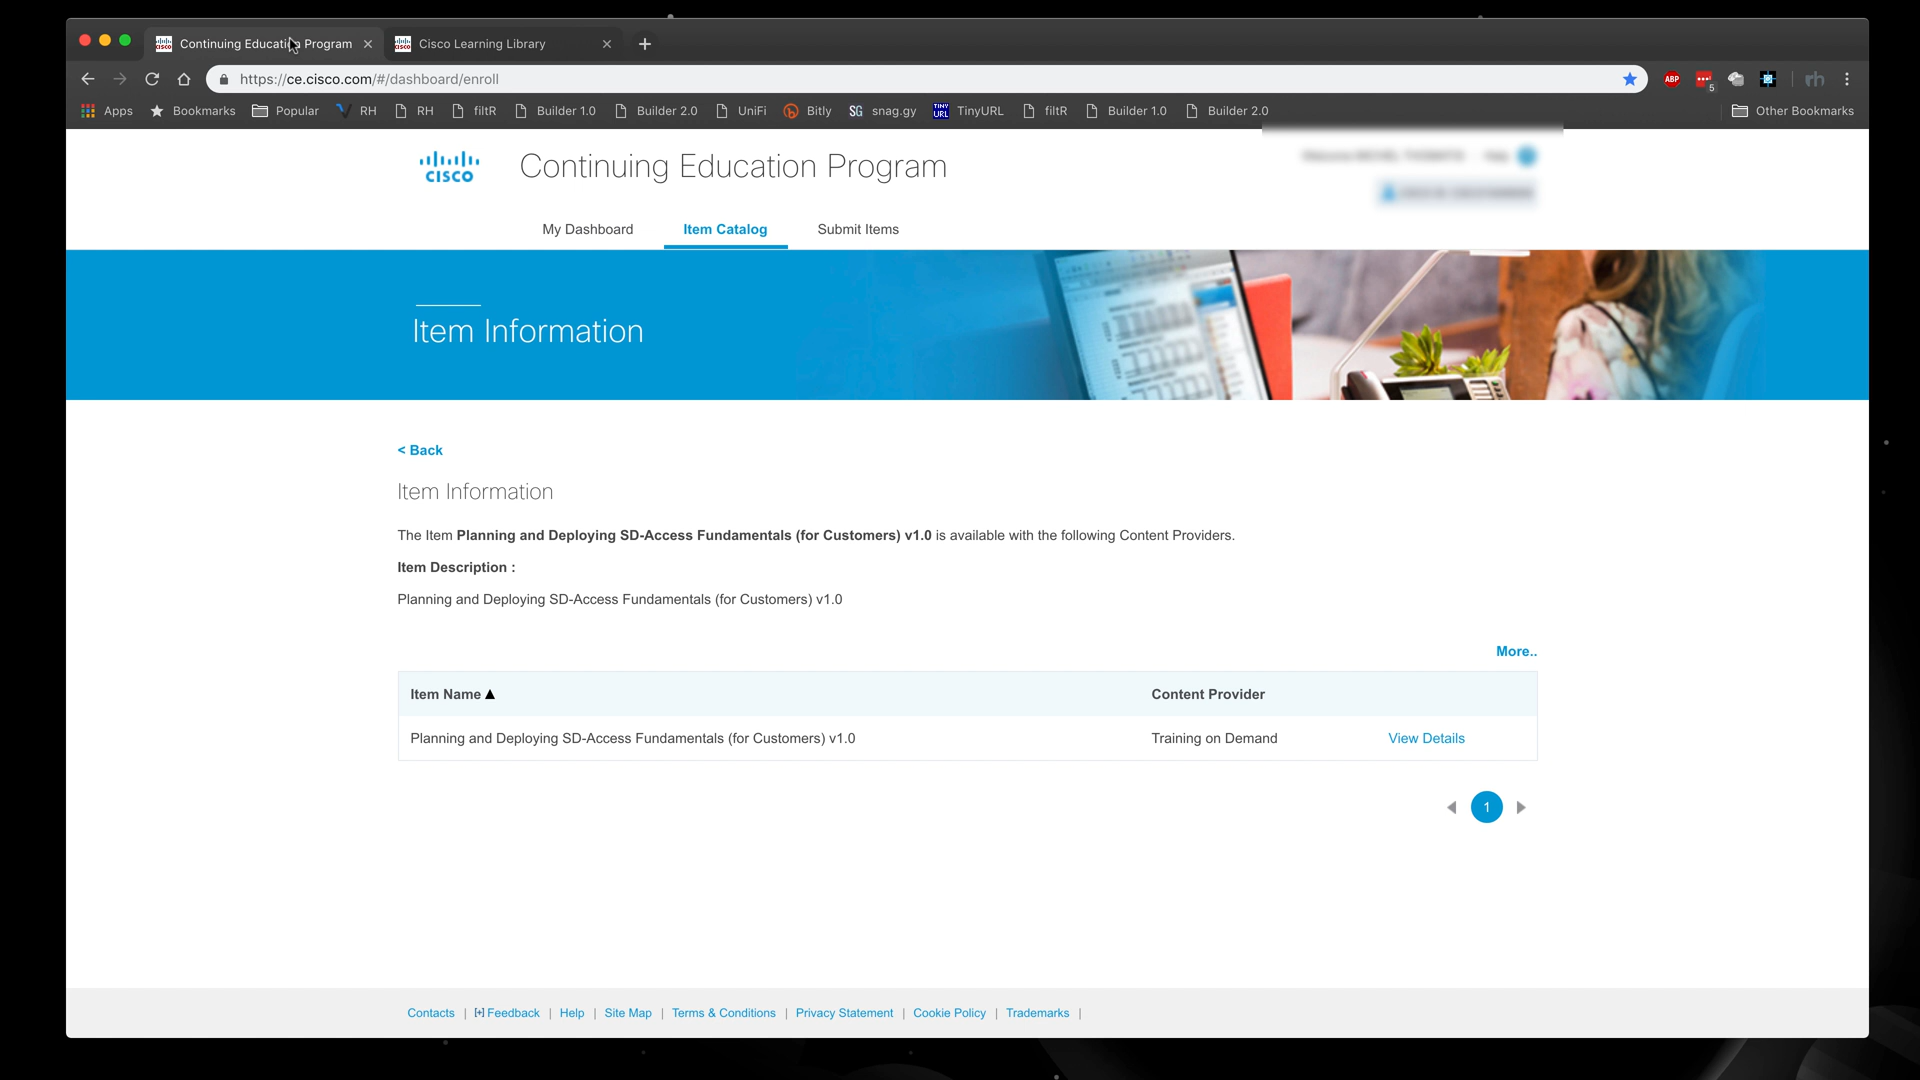 Continuing Education Program
Cisco Learning Library
https://ce.cisco.com/#/dashboard/enroll
ABP
5
rh
Apps
Bookmarks
Popular
RH
RH
filtR
Builder 1.0
Builder 2.0
UniFi
Bitly
SG snag.gy
TINY URL TinyURL
filtR
Builder 1.0
Builder 2.0
Other Bookmarks
CISCO
Continuing Education Program
My Dashboard
Item Catalog
Submit Items
Item Information
< Back
Item Information
The Item Planning and Deploying SD-Access Fundamentals (for Customers) v1.0 is available with the following Content Providers.
Item Description :
Planning and Deploying SD-Access Fundamentals (for Customers) v1.0
More..
Item Name ▲ Content Provider
Planning and Deploying SD-Access Fundamentals (for Customers) v1.0 Training on Demand View Details
1
Contacts | [+] Feedback | Help | Site Map | Terms & Conditions | Privacy Statement | Cookie Policy | Trademarks |